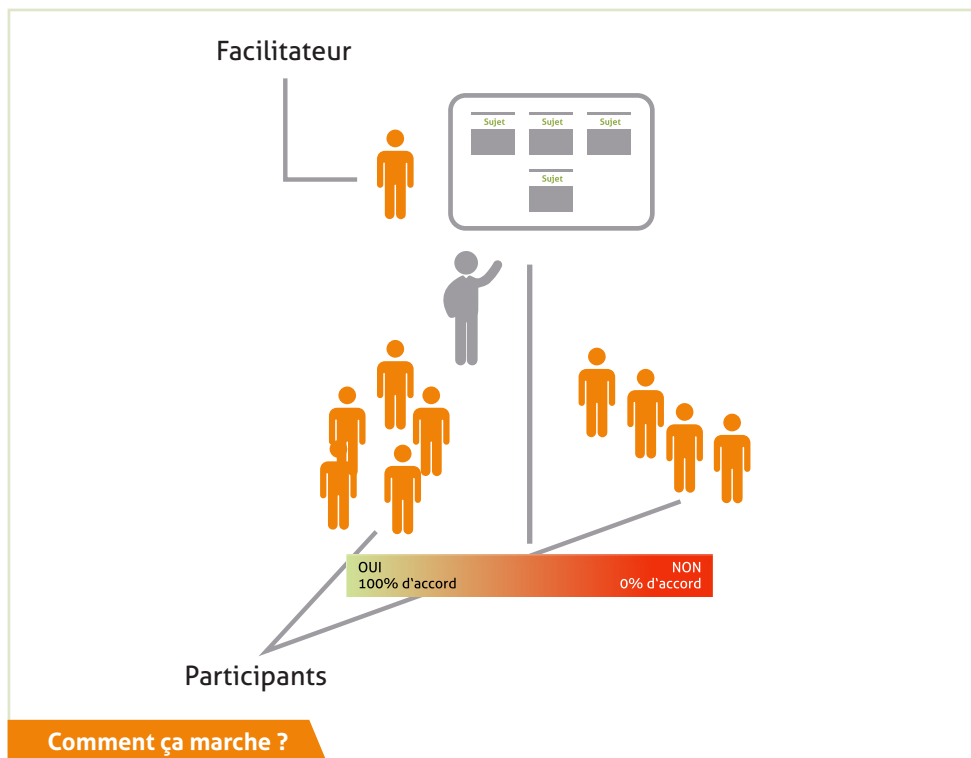 Facilitateur
Sujet Sujet Sujet
Sujet
OUI
100% d'accord
NON
0% d'accord
Participants
Comment ça marche ?